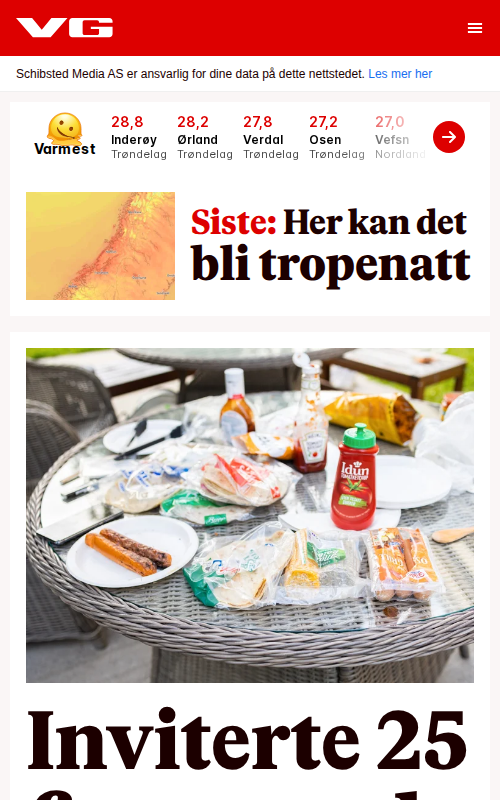 VG
Schibsted Media AS er ansvarlig for dine data på dette nettstedet. Les mer her
Varmest
28,8
Inderøy
Trøndelag
28,2
Ørland
Trøndelag
27,8
Verdal
Trøndelag
27,2
Osen
Trøndelag
27,0
Vefsn
Nordland
Siste: Her kan det
bli tropenatt
Idun
Inviterte 25